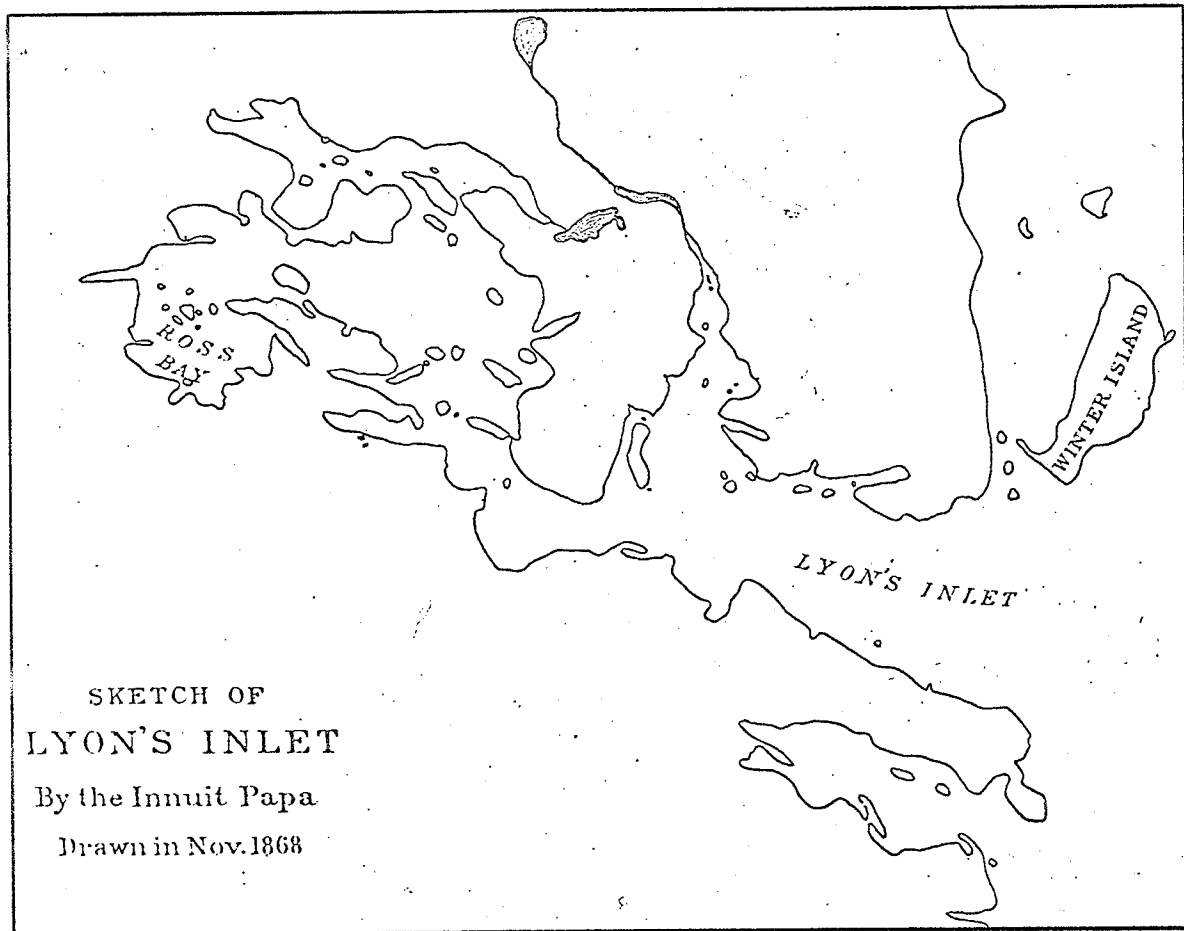 ROSS
BAY
WINTER ISLAND
LYON'S INLET
SKETCH OF
LYON'S INLET
By the Innuit Papa
Drawn in Nov. 1868